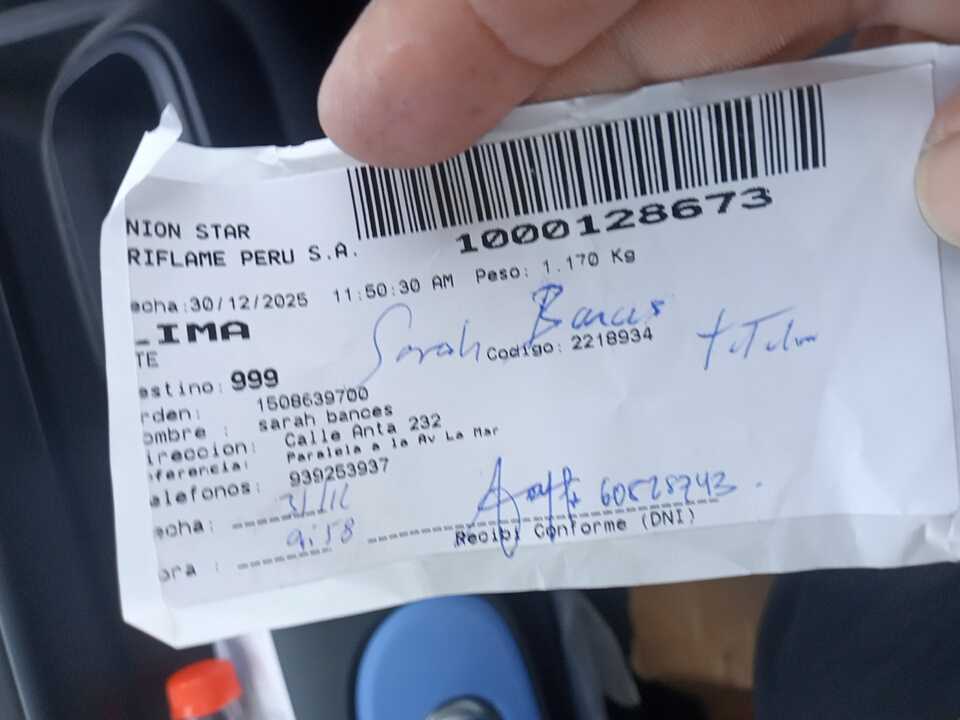 NION STAR
RIFLAME PERU S.A.
1000128673
echa:30/12/2025 11:50:30 AM Peso: 1.170 Kg
LIMA
TE
Sarah Bances titular
Codigo: 2218934
estino: 999
rden: 1508639700
ombre : sarah bances
ireccion: Calle Anta 232
eferencia: Paralela a la Av La Mar
elefonos: 939253937
echa: 31/12
60528743.
ora : 9:58
Recibi Conforme (DNI)